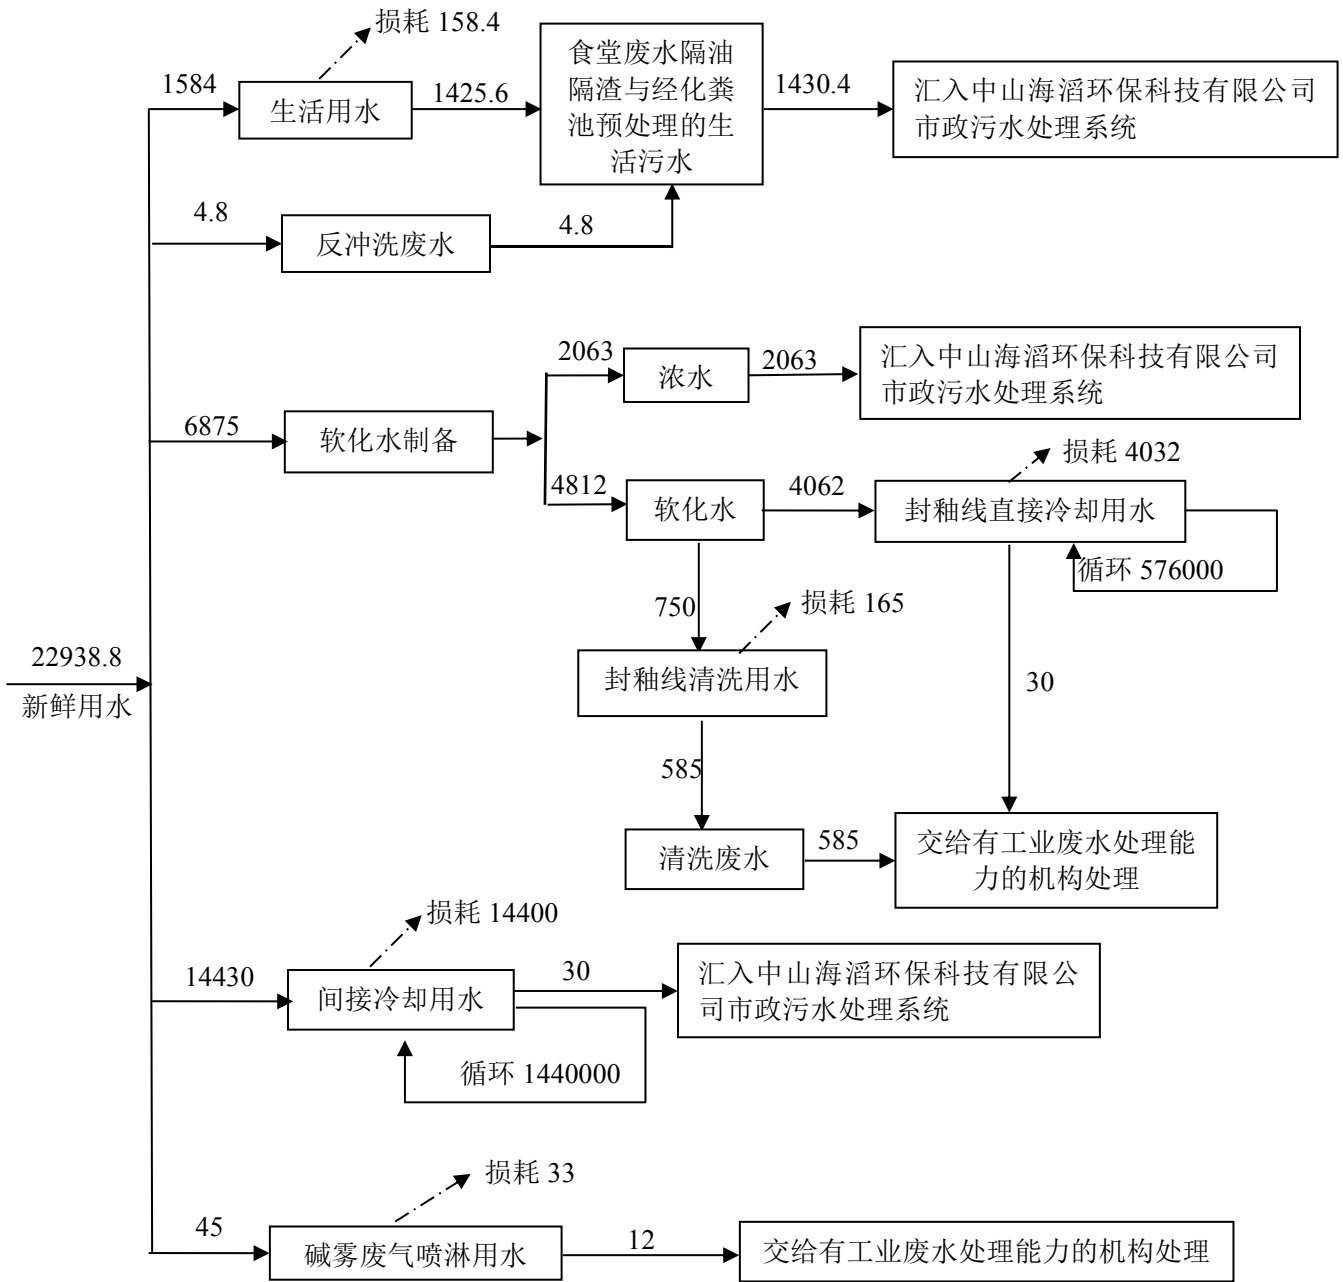 损耗 158.4
1584
生活用水
1425.6
食堂废水隔油
隔渣与经化粪
池预处理的生
活污水
1430.4
汇入中山海滔环保科技有限公司
市政污水处理系统
4.8
反冲洗废水
4.8
2063
浓水
2063
汇入中山海滔环保科技有限公司
市政污水处理系统
6875
软化水制备
损耗 4032
4812
软化水
4062
封釉线直接冷却用水
循环 576000
750
损耗 165
22938.8
新鲜用水
封釉线清洗用水
30
585
清洗废水
585
交给有工业废水处理能
力的机构处理
损耗 14400
14430
间接冷却用水
30
汇入中山海滔环保科技有限公
司市政污水处理系统
循环 1440000
损耗 33
45
碱雾废气喷淋用水
12
交给有工业废水处理能力的机构处理